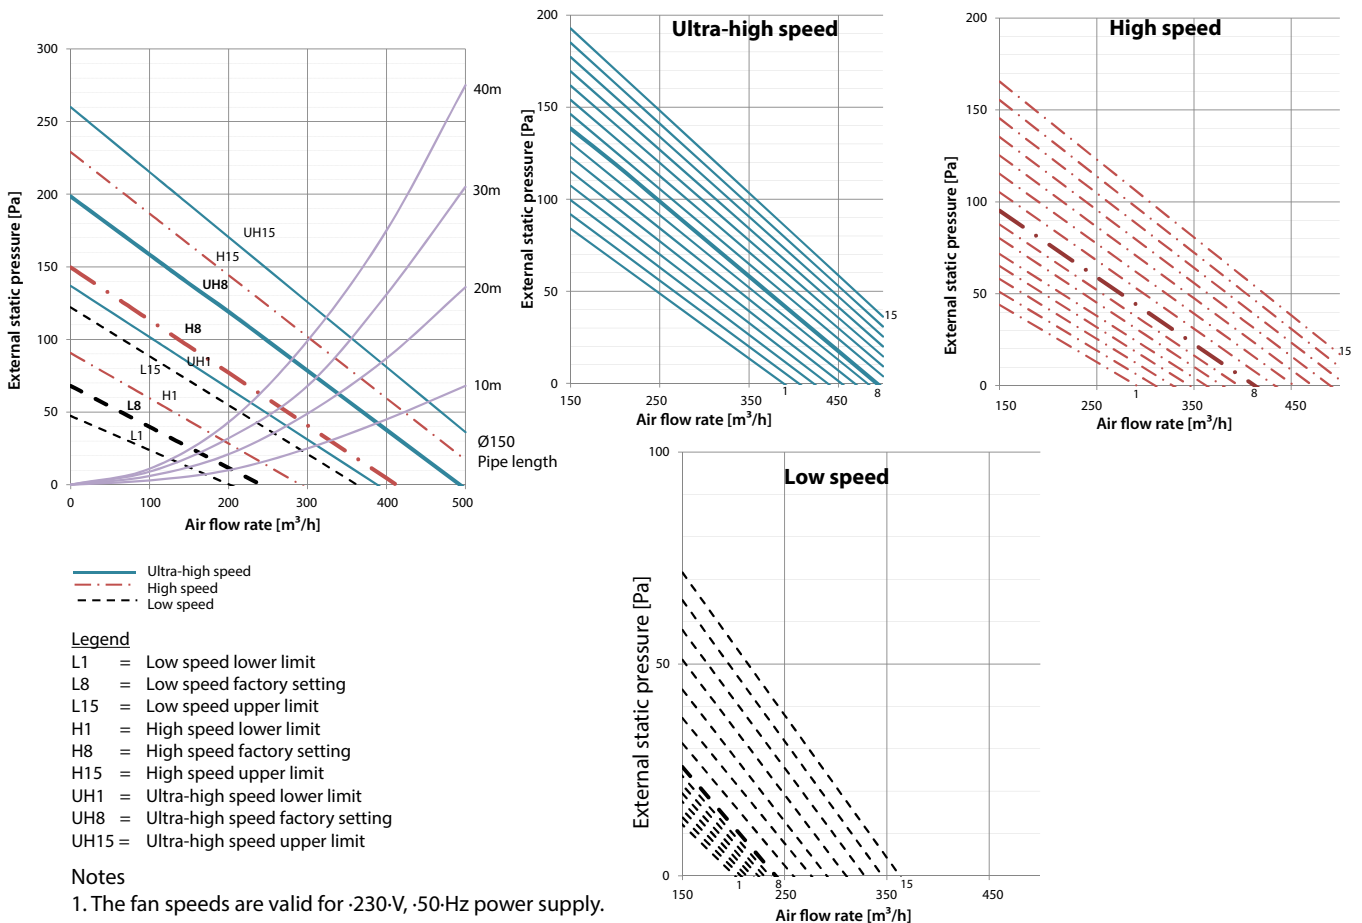 300
250
200
150
100
50
0
External static pressure [Pa]
0 100 200 300 400 500
Air flow rate [m³/h]
UH15
H15
UH8
H8
UH1
L15
H1
L8
L1
40m
30m
20m
10m
Ø150
Pipe length
Ultra-high speed
200
150
100
50
0
External static pressure [Pa]
15
150 250 350 1 450 8
Air flow rate [m³/h]
High speed
200
150
100
50
0
External static pressure [Pa]
15
150 250 1 350 8 450
Air flow rate [m³/h]
Low speed
100
50
0
External static pressure [Pa]
150 1 8 250 350 15 450
Air flow rate [m³/h]
Ultra-high speed
High speed
Low speed
Legend
L1 = Low speed lower limit
L8 = Low speed factory setting
L15 = Low speed upper limit
H1 = High speed lower limit
H8 = High speed factory setting
H15 = High speed upper limit
UH1 = Ultra-high speed lower limit
UH8 = Ultra-high speed factory setting
UH15 = Ultra-high speed upper limit
Notes
1. The fan speeds are valid for ·230·V, ·50·Hz power supply.